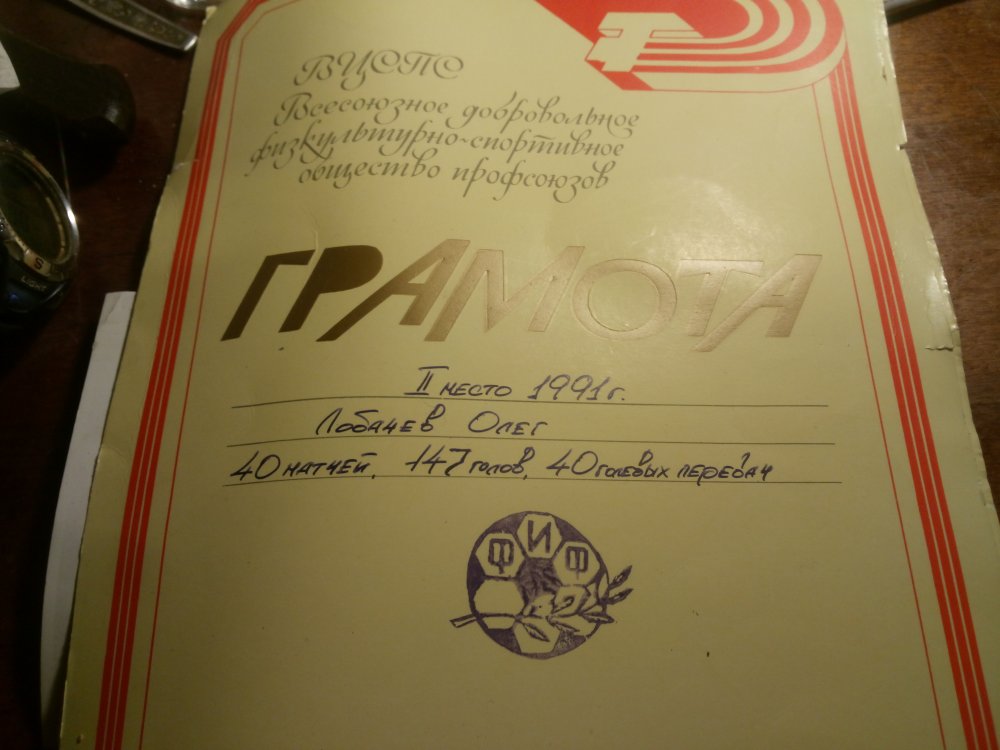 ВЦСПС
Всесоюзное добровольное
физкультурно-спортивное
общество профсоюзов
ГРАМОТА
II место 1991г.
Лобачев Олег
40 матчей, 147 голов, 40 голевых передач
ФИФ